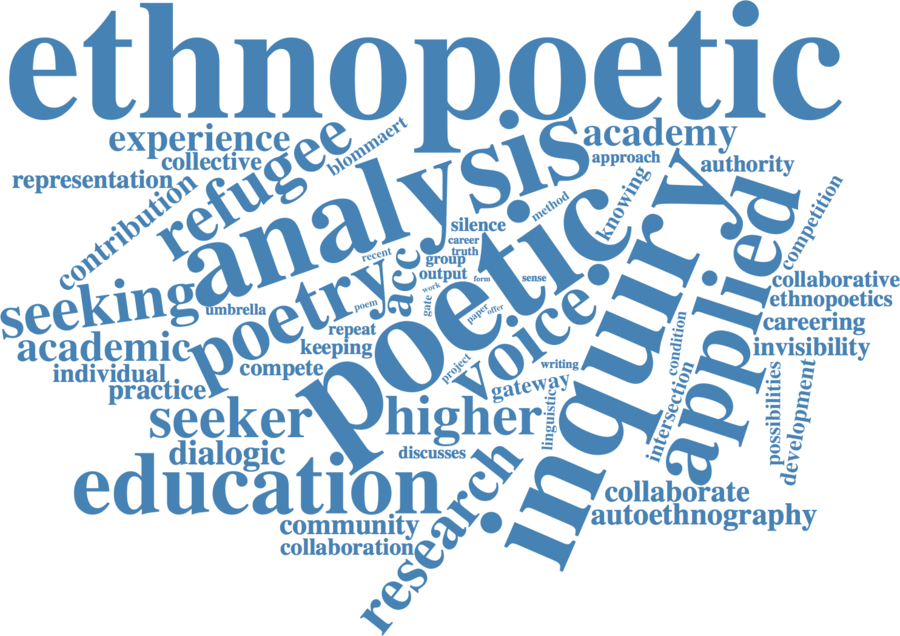 ethnopoetic
experience
collective
representation
contribution
refugee
blommaert
analysis
academy
approach
authority
knowing
method
silence
career
truth
group
output
recent
acc
form
sense
work
gate
paper
offer
poem
seeking
umbrella
poetry
poetic
inquiry
applied
competition
collaborative
ethnopoetics
careering
invisibility
academic
individual
practice
repeat
keeping
compete
project
voice
writing
gateway
linguistic
condition
intersection
possibilities
development
seeker
higher
dialogic
discusses
education
research
collaborate
autoethnography
community
collaboration